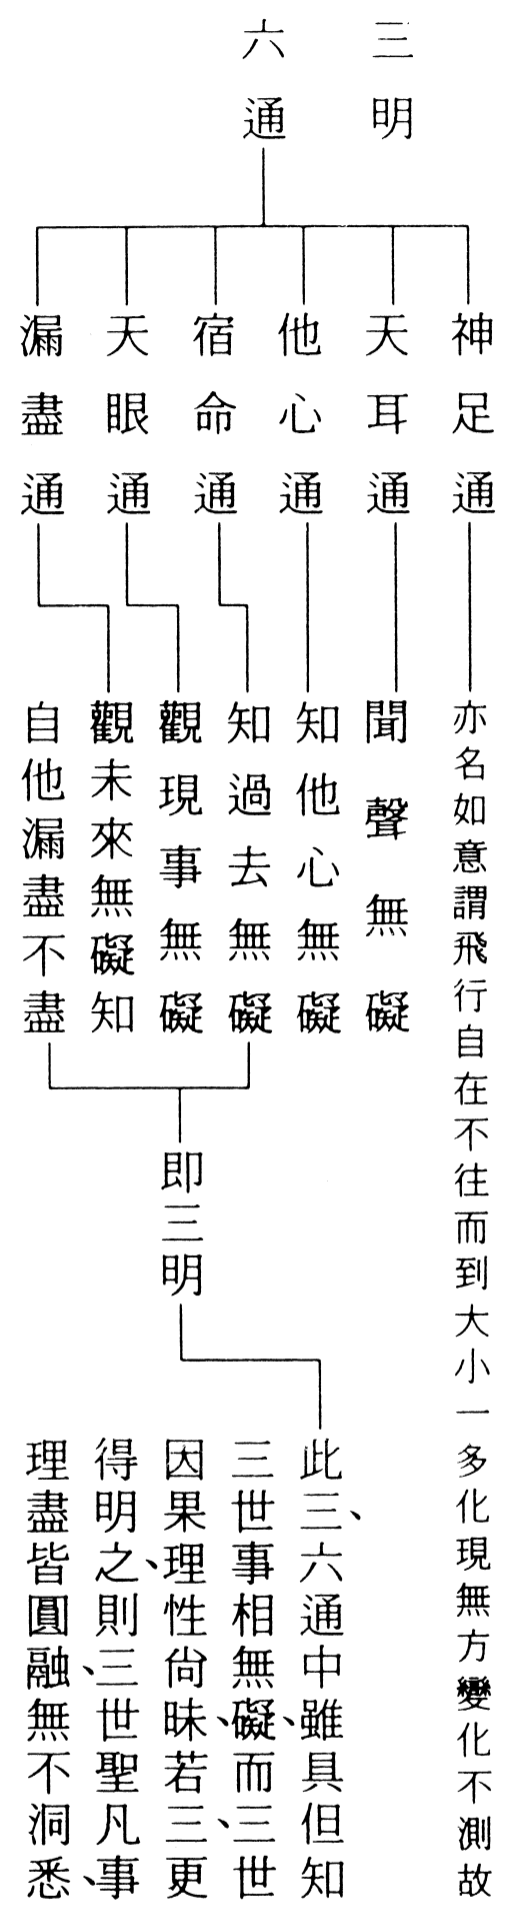 三明
六通
神足通
天耳通
他心通
宿命通
天眼通
漏盡通
亦名如意謂飛行自在不往而到大小一多化現無方變化不測故
聞聲無礙
知他心無礙
知過去無礙
觀現事無礙
觀未來無礙知
自他漏盡不盡
即三明
此三、六通中雖具但知
三世事相無礙、而三世
因果理性尙昧、若三、更
得明之、則三世聖凡事、
理盡皆圓融、無不洞悉